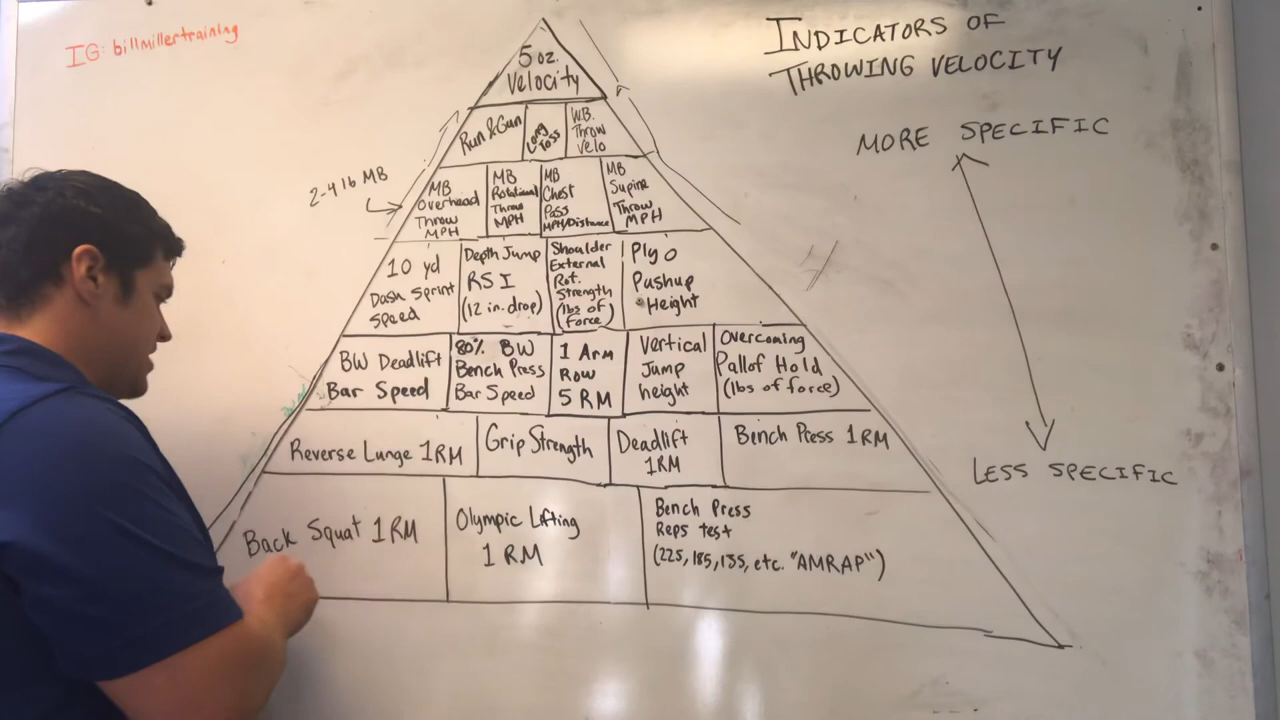 IG: billmillertraining
INDICATORS OF
THROWING VELOCITY
MORE SPECIFIC
LESS SPECIFIC
5 oz.
Velocity
Run & Gun
Long
Toss
W.B.
Throw
Velo
2-4 lb MB
MB
Overhead
Throw
MPH
MB
Rotational
Throw
MPH
MB
Chest
Pass
MPH/Distance
MB
Supine
Throw
MPH
10 yd
Dash Sprint
Speed
Depth Jump
RSI
(12 in. drop)
Shoulder
External
Rot.
Strength
(lbs of
force)
Plyo
Pushup
Height
BW Deadlift
Bar Speed
80% BW
Bench Press
Bar Speed
1 Arm
Row
5 RM
Vertical
Jump
height
Overcoming
Pallof Hold
(lbs of force)
Reverse Lunge 1RM
Grip Strength
Deadlift
1RM
Bench Press 1RM
Back Squat 1RM
Olympic Lifting
1 RM
Bench Press
Reps test
(225, 185, 135, etc. "AMRAP")